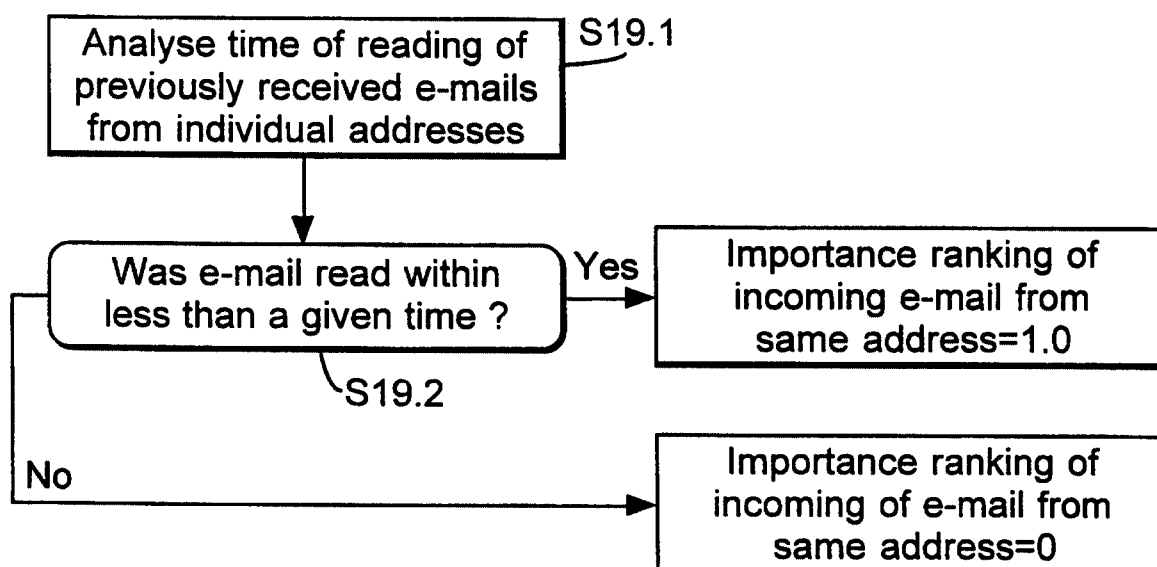 Analyse time of reading of
previously received e-mails
from individual addresses
S19.1
Was e-mail read within
less than a given time ?
S19.2
Yes
Importance ranking of
incoming e-mail from
same address=1.0
No
Importance ranking of
incoming of e-mail from
same address=0